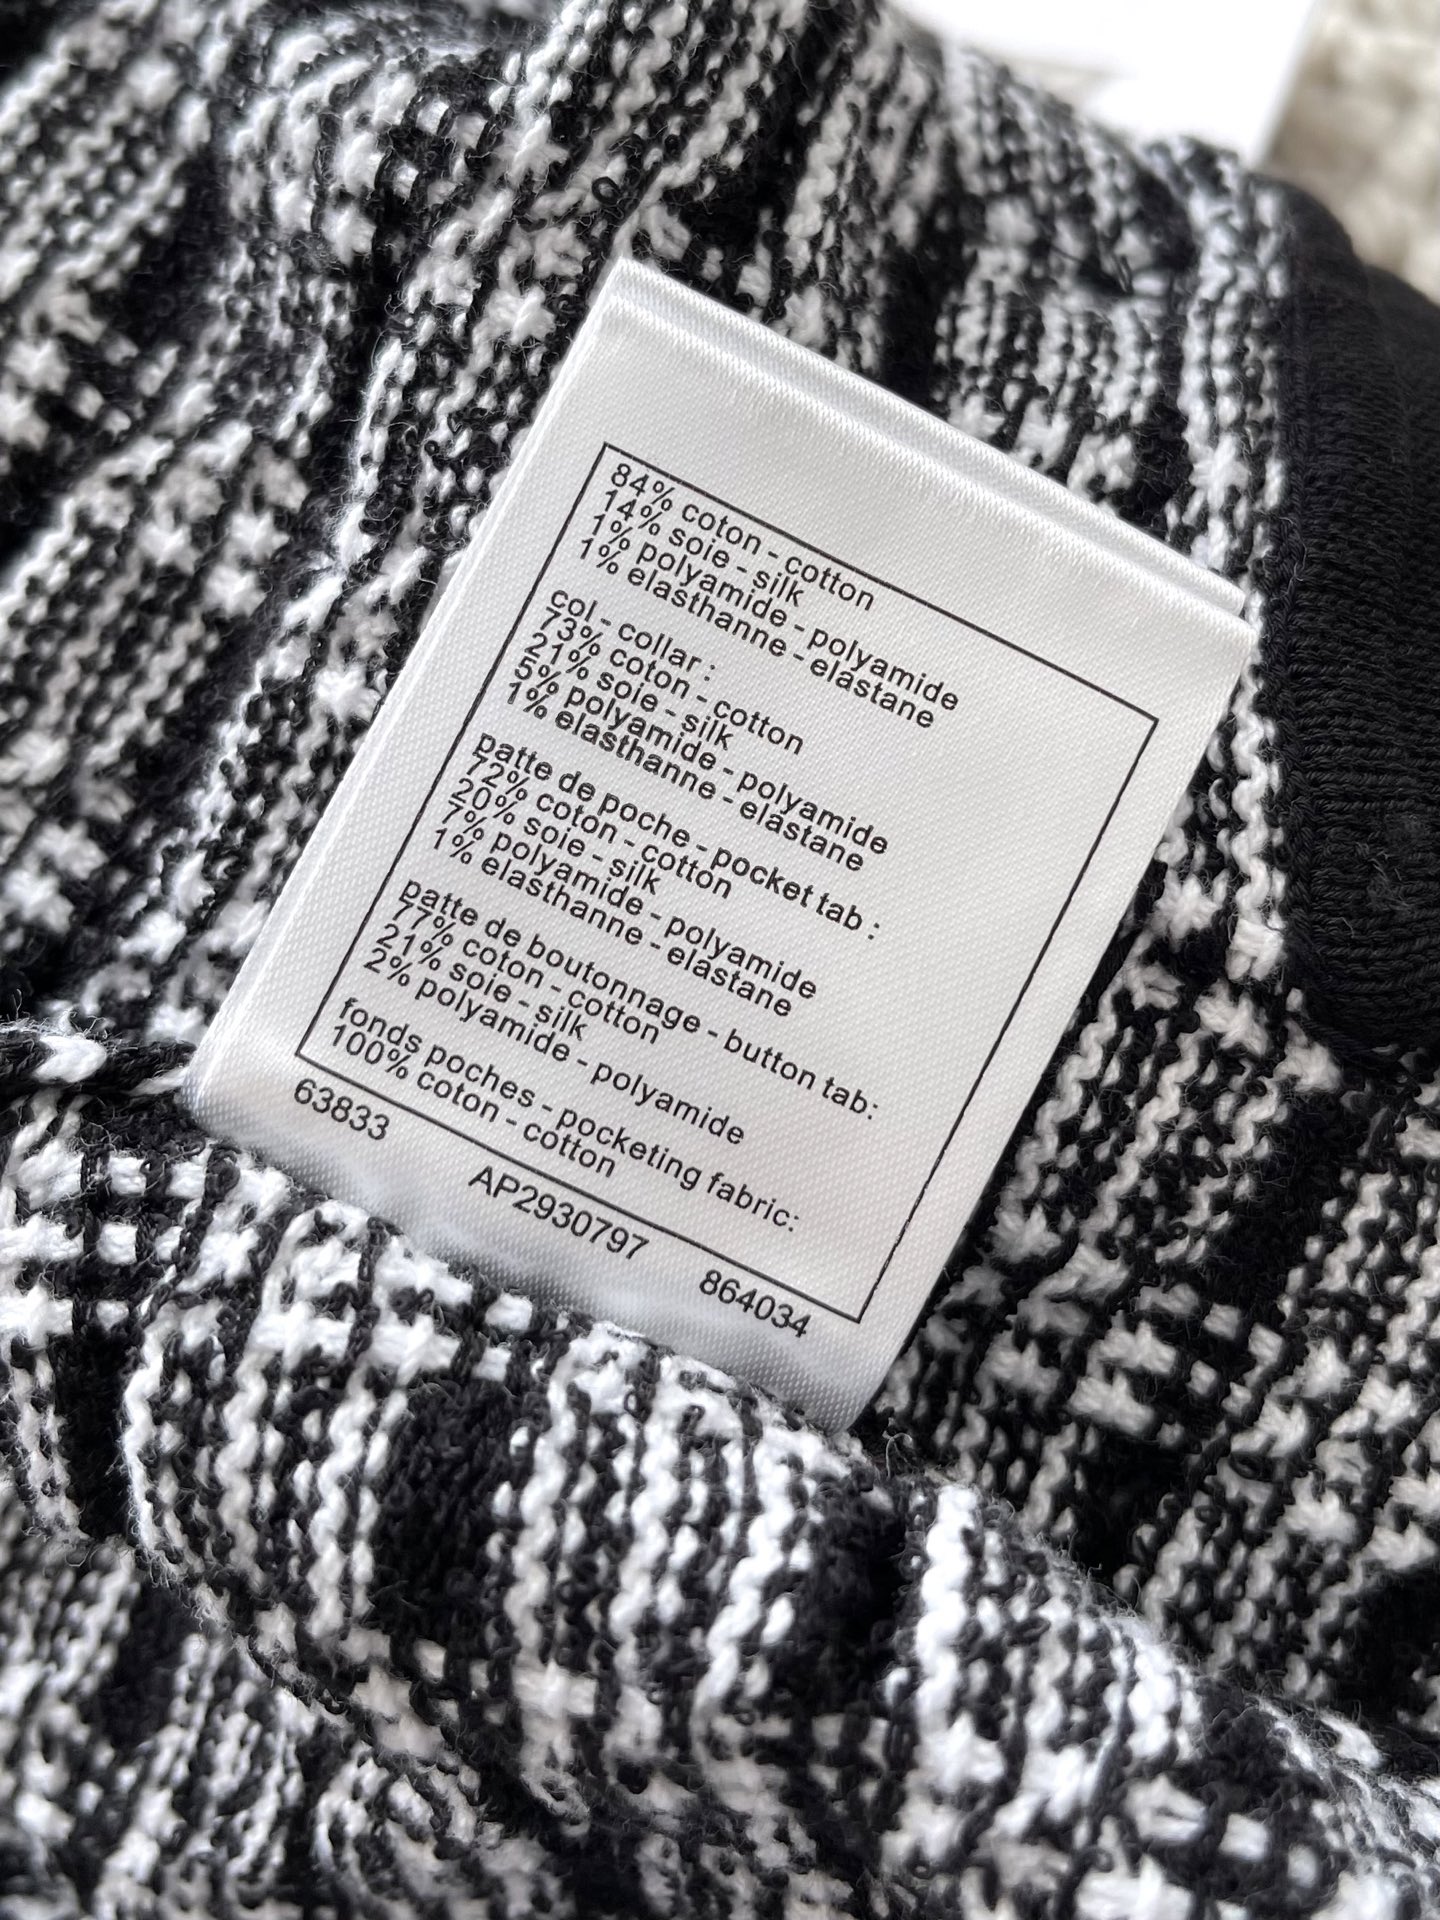 84% coton - cotton
14% soie - silk
1% polyamide - polyamide
1% elasthanne - elastane
col - collar :
73% coton - cotton
21% soie - silk
5% polyamide - polyamide
1% elasthanne - elastane
patte de poche - pocket tab :
72% coton - cotton
20% soie - silk
7% polyamide - polyamide
1% elasthanne - elastane
patte de boutonnage - button tab:
77% coton - cotton
21% soie - silk
2% polyamide - polyamide
fonds poches - pocketing fabric:
100% coton - cotton
63833 AP2930797 864034